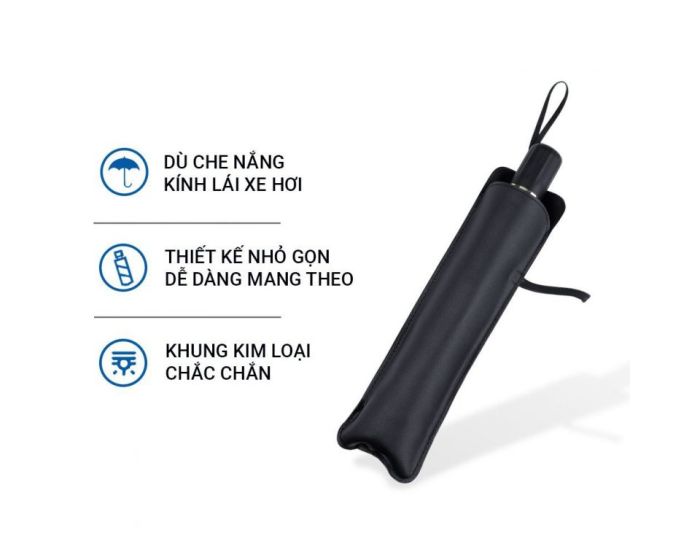 DÙ CHE NẮNG
KÍNH LÁI XE HƠI
THIẾT KẾ NHỎ GỌN
DỄ DÀNG MANG THEO
KHUNG KIM LOẠI
CHẮC CHẮN